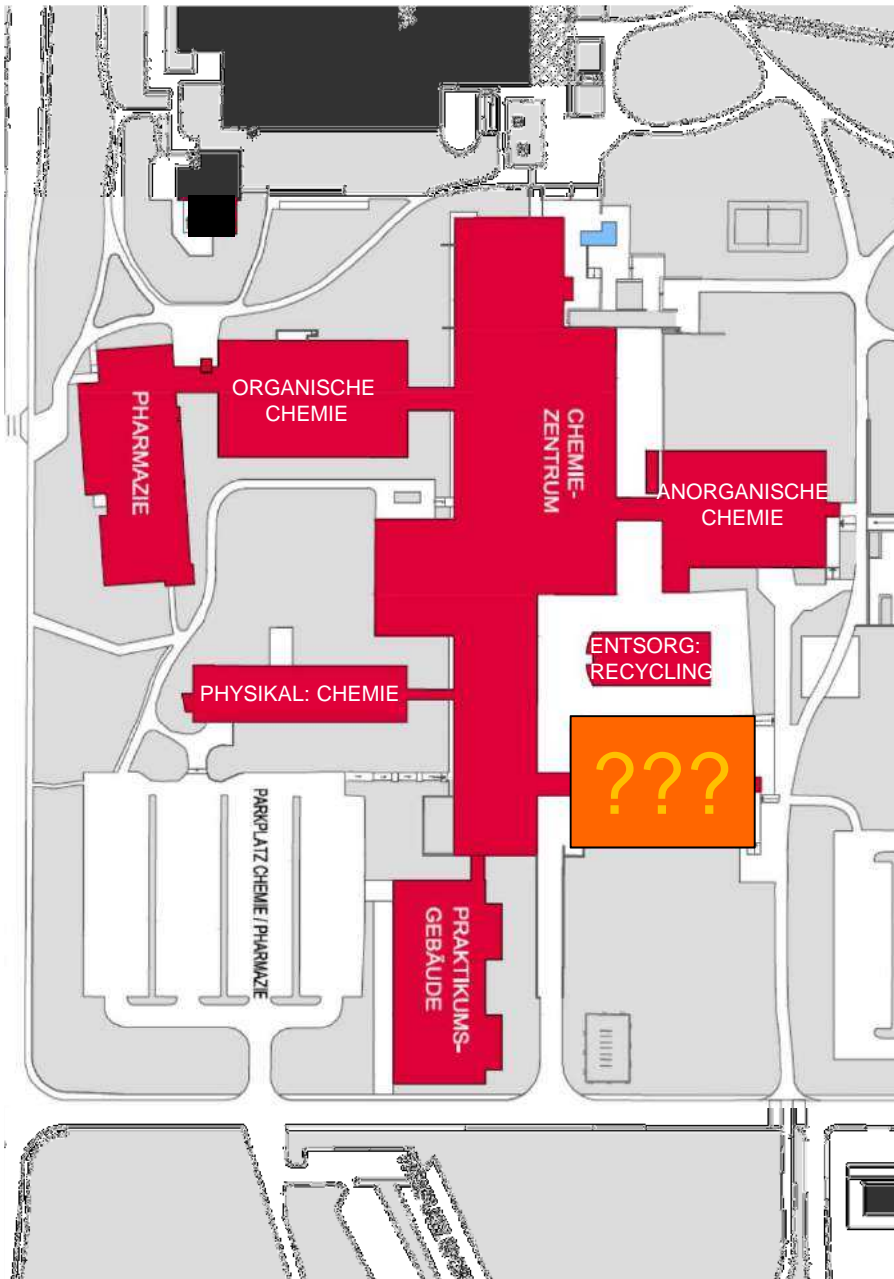 ORGANISCHE
CHEMIE
PHARMAZIE
CHEMIE-
ZENTRUM
ANORGANISCHE
CHEMIE
ENTSORG:
RECYCLING
PHYSIKAL: CHEMIE
???
PARKPLATZ CHEMIE / PHARMAZIE
PRAKTIKUMS-
GEBÄUDE